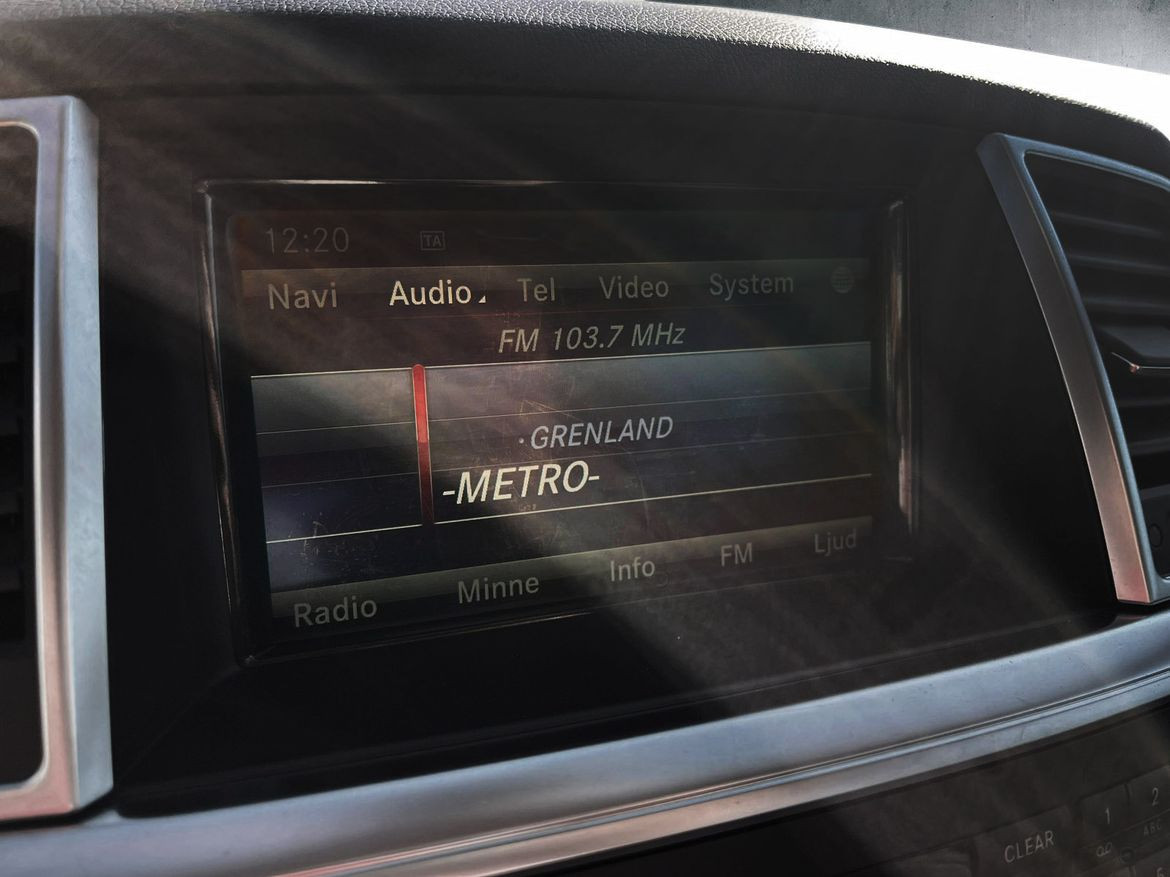 12:20 TA
Navi Audio Tel Video System
FM 103.7 MHz
GRENLAND
-METRO-
Radio Minne Info FM Ljud
CLEAR 1 2
ABC